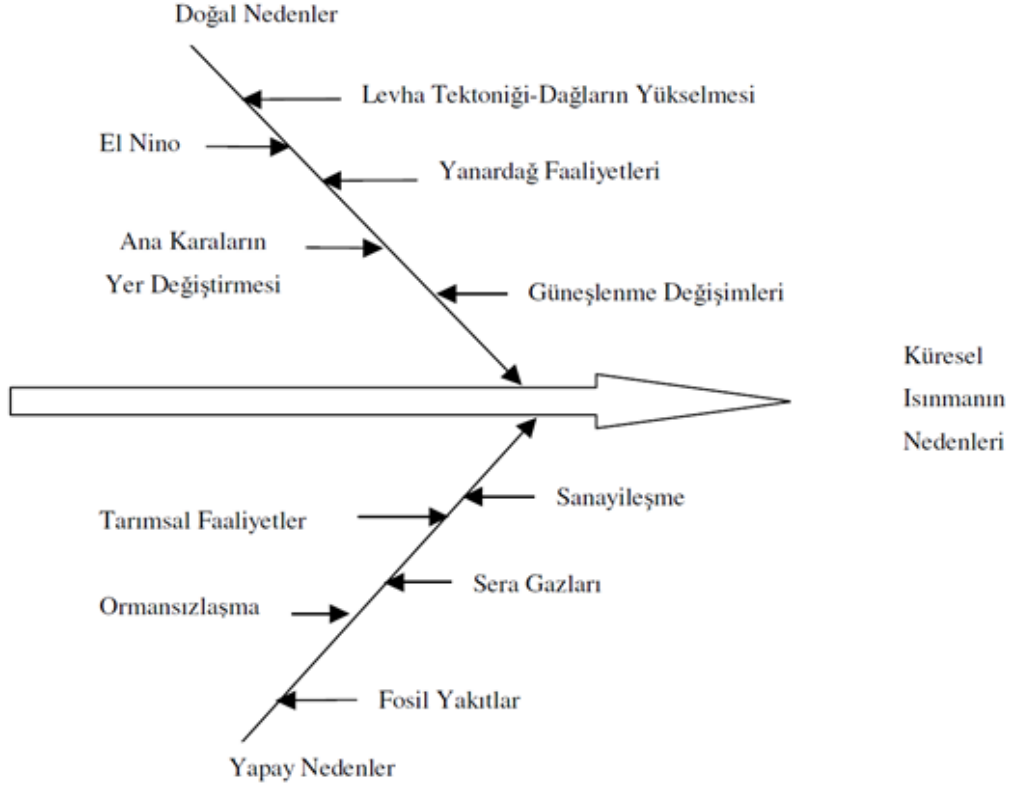 Doğal Nedenler
Levha Tektoniği-Dağların Yükselmesi
El Nino
Yanardağ Faaliyetleri
Ana Karaların
Yer Değiştirmesi
Güneşlenme Değişimleri
Küresel
Isınmanın
Nedenleri
Sanayileşme
Tarımsal Faaliyetler
Sera Gazları
Ormansızlaşma
Fosil Yakıtlar
Yapay Nedenler